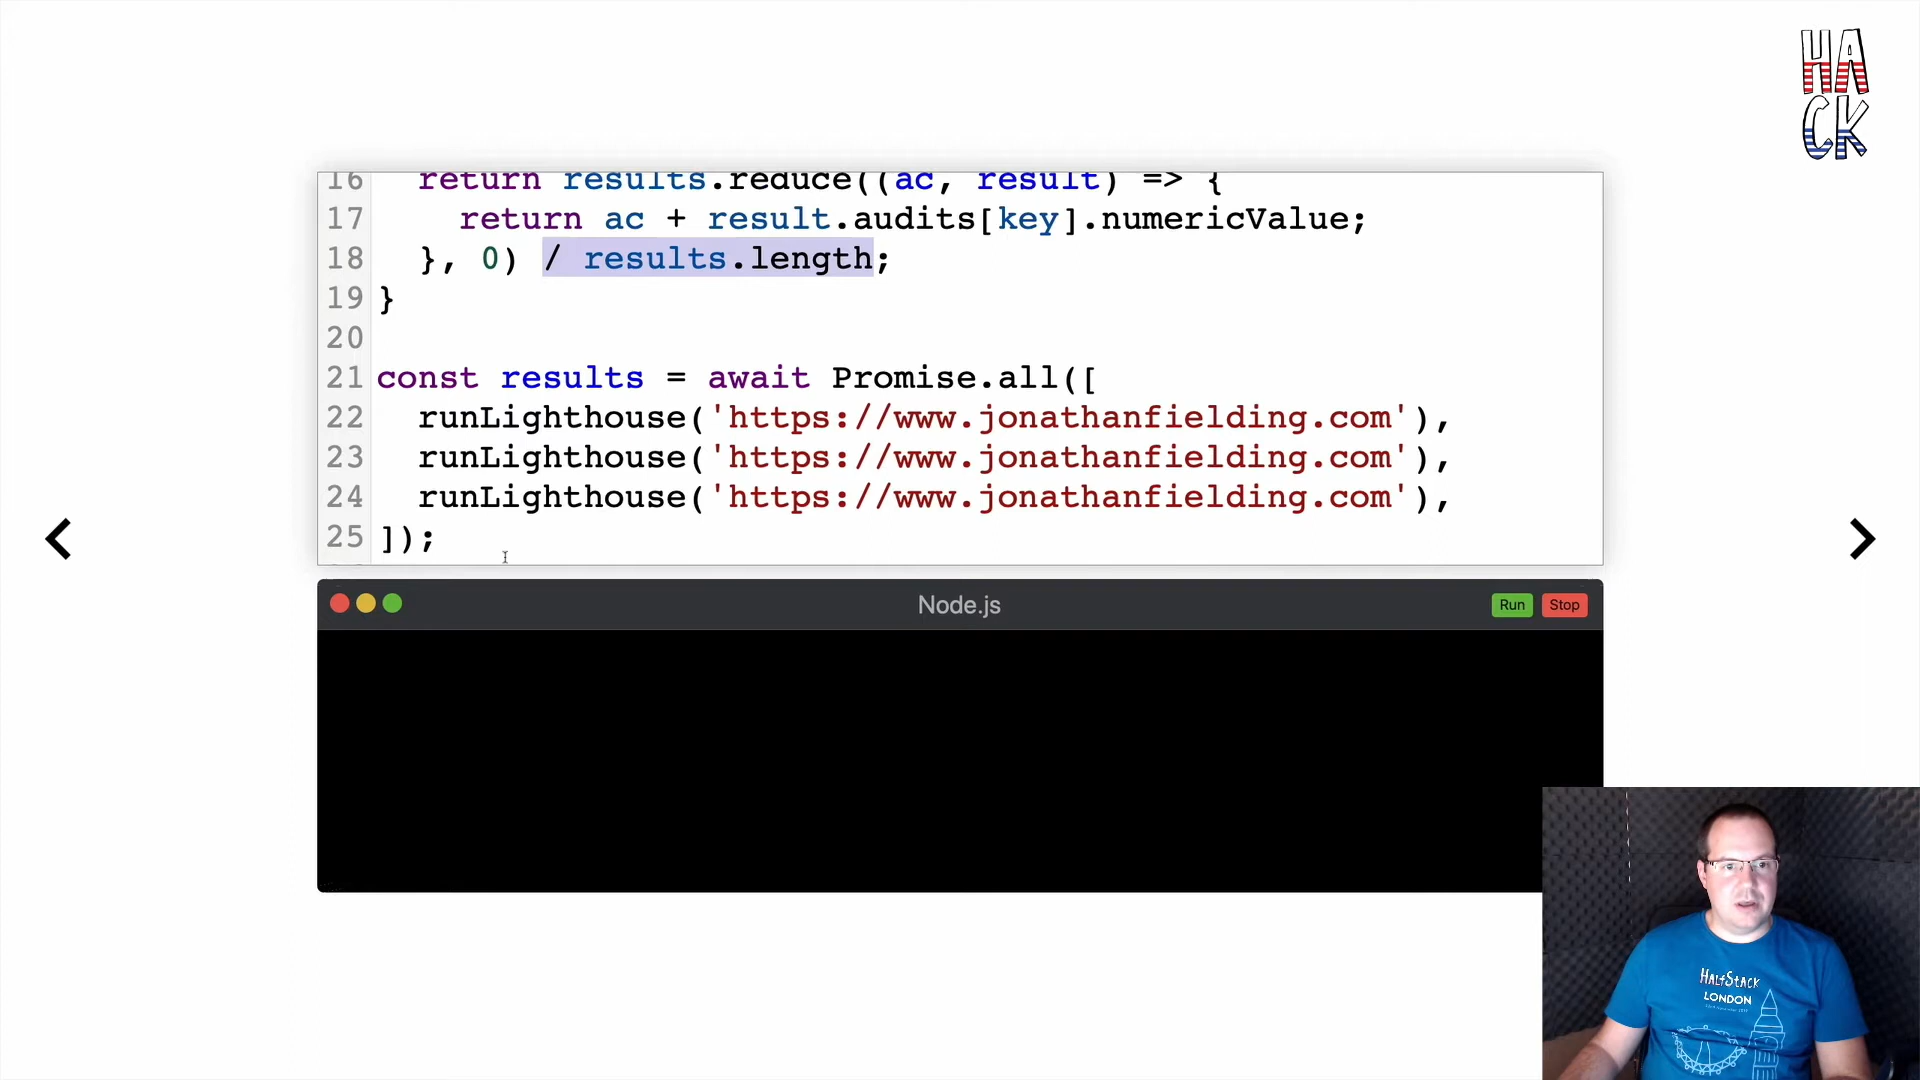 HA
CK
16 return results.reduce((ac, result) => {
17 return ac + result.audits[key].numericValue;
18 }, 0) / results.length;
19 }
20
21 const results = await Promise.all([
22 runLighthouse('https://www.jonathanfielding.com'),
23 runLighthouse('https://www.jonathanfielding.com'),
24 runLighthouse('https://www.jonathanfielding.com'),
25 ]);
Node.js
Run
Stop
HALFSTACK
LONDON